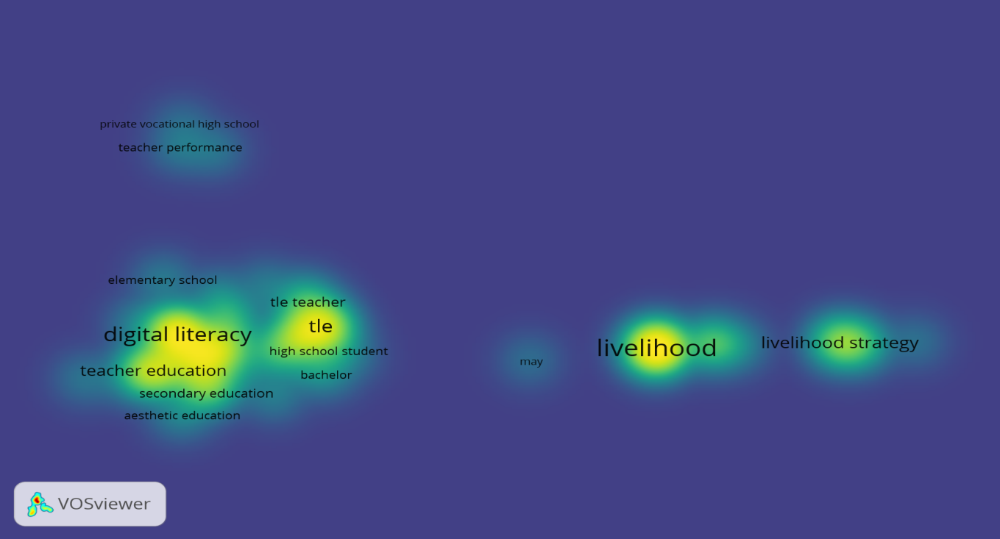 private vocational high school
teacher performance
elementary school
tle teacher
tle
digital literacy
high school student
teacher education
bachelor
secondary education
aesthetic education
may
livelihood
livelihood strategy
VOSviewer